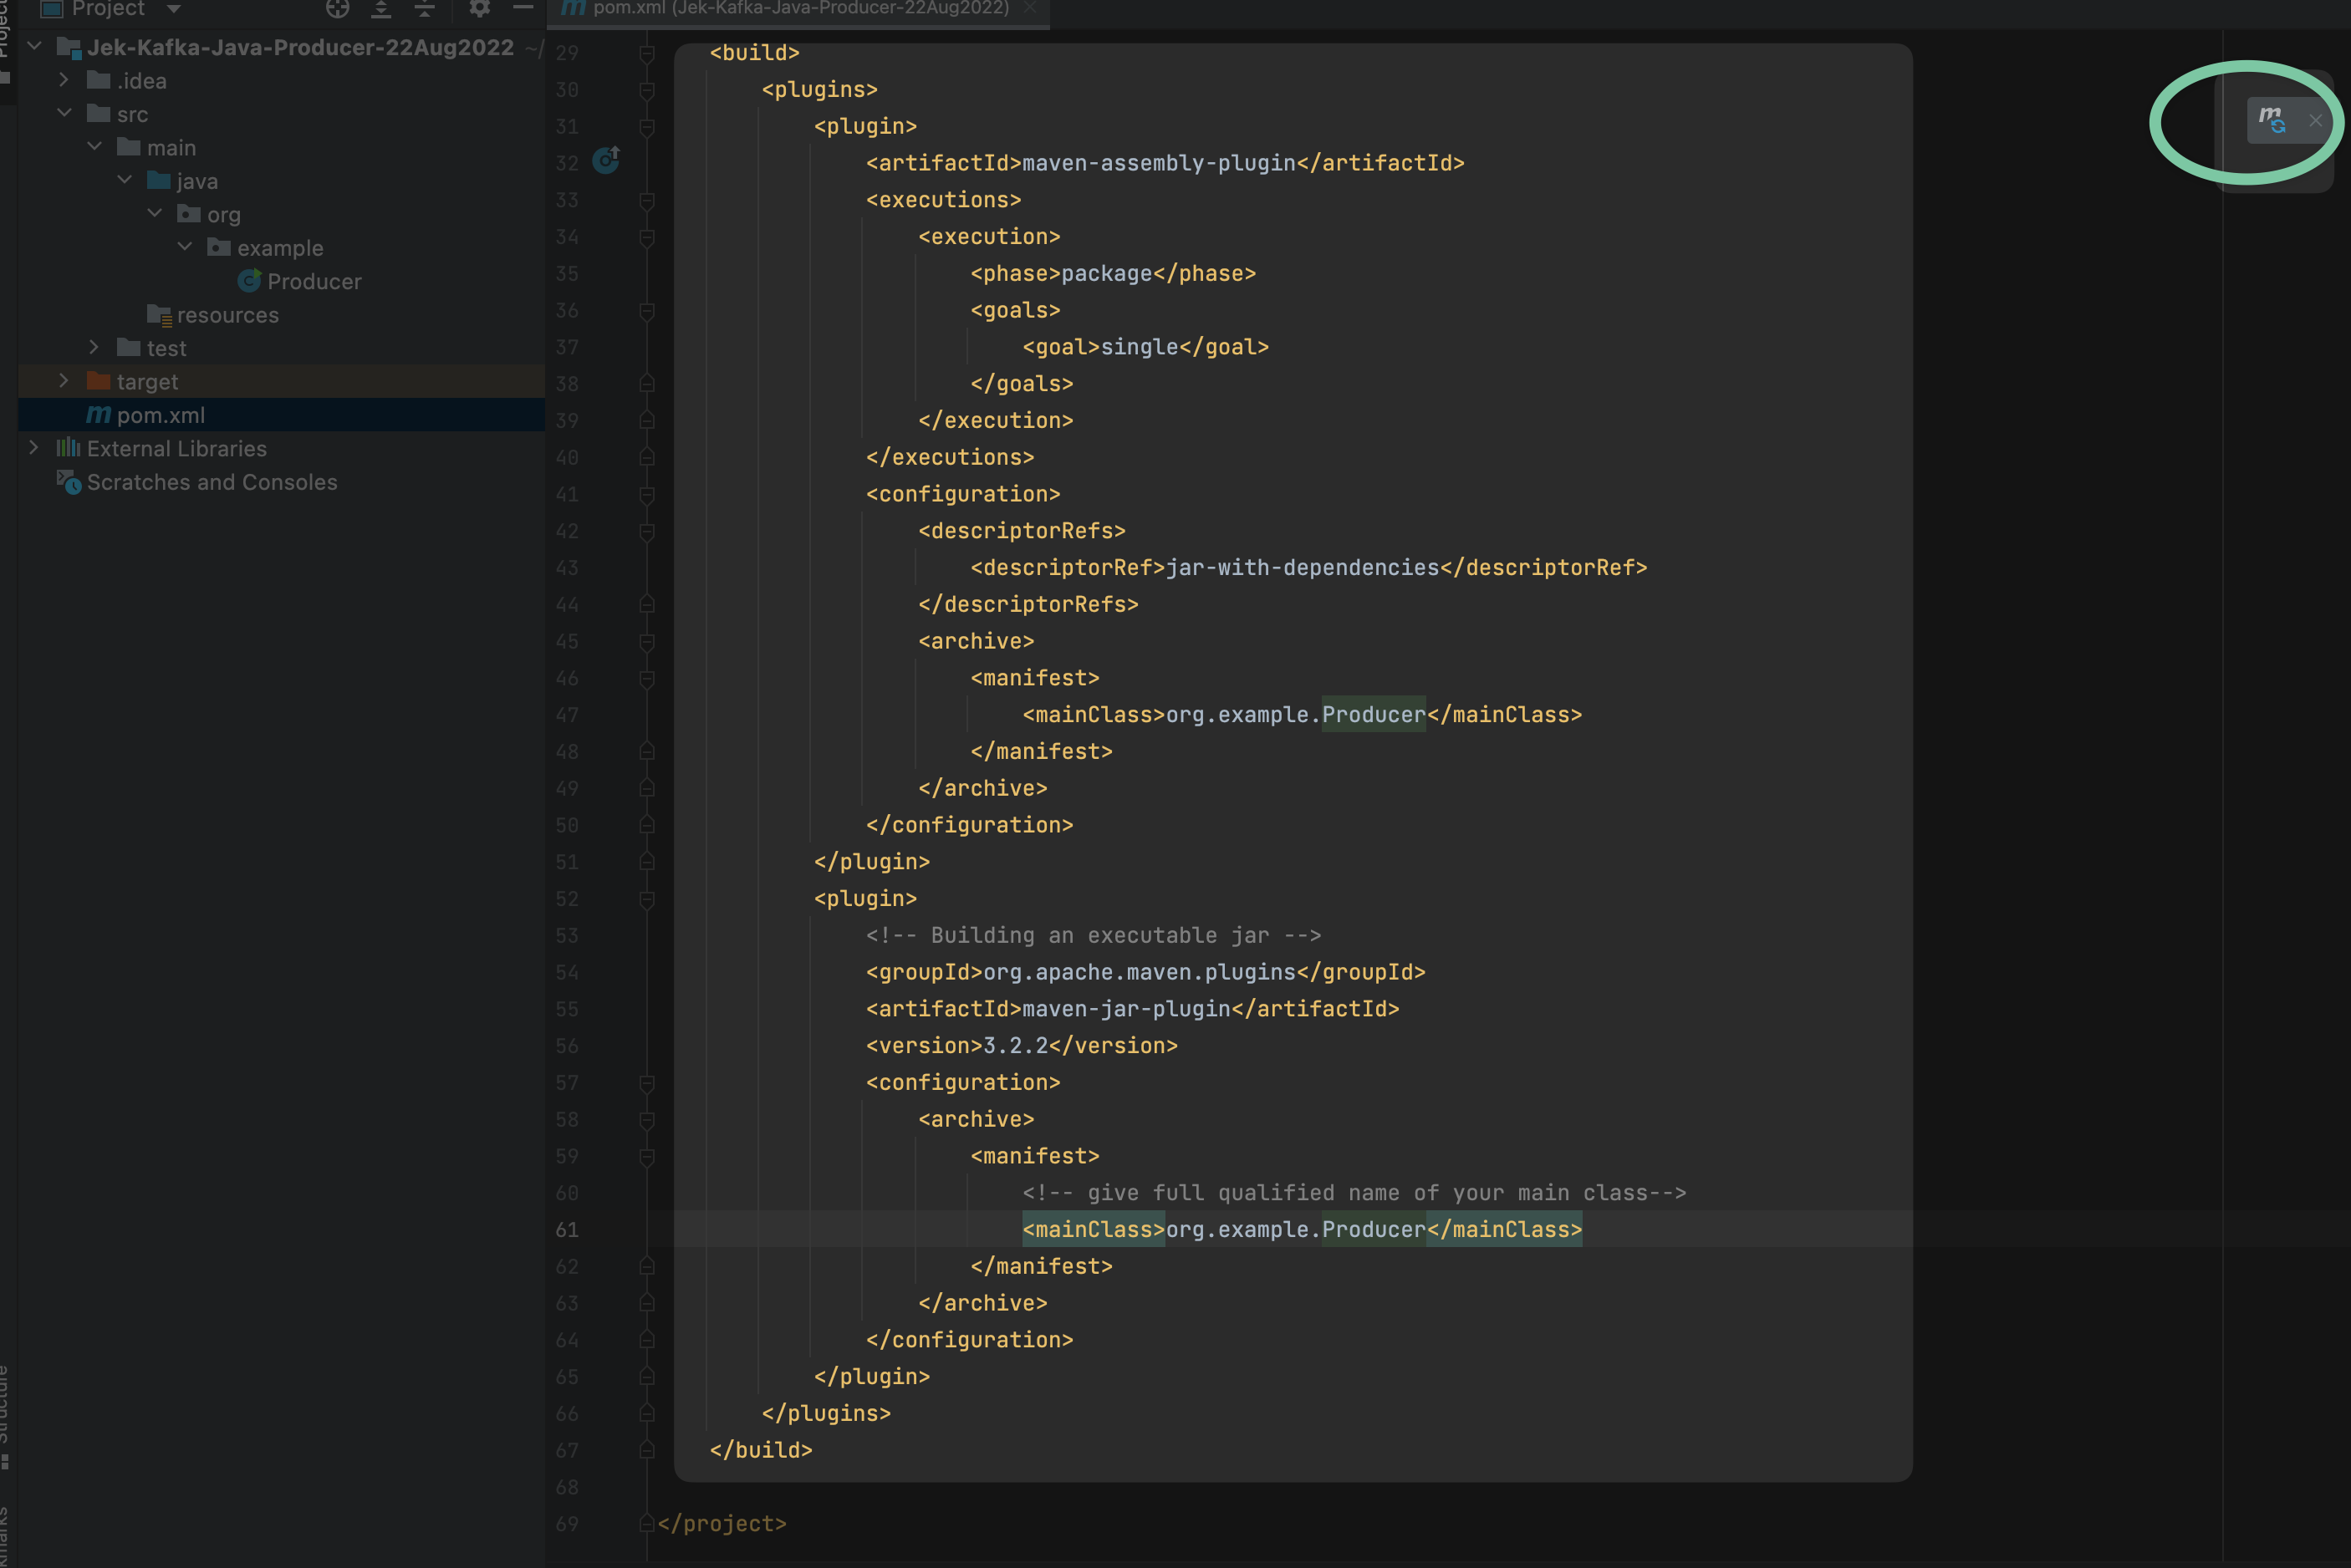 Project
Jek-Kafka-Java-Producer-22Aug2022 ~/
.idea
src
main
java
org
example
Producer
resources
test
target
pom.xml
External Libraries
Scratches and Consoles
Structure
pom.xml (Jek-Kafka-Java-Producer-22Aug2022)
29 <build>
30 <plugins>
31 <plugin>
32 <artifactId>maven-assembly-plugin</artifactId>
33 <executions>
34 <execution>
35 <phase>package</phase>
36 <goals>
37 <goal>single</goal>
38 </goals>
39 </execution>
40 </executions>
41 <configuration>
42 <descriptorRefs>
43 <descriptorRef>jar-with-dependencies</descriptorRef>
44 </descriptorRefs>
45 <archive>
46 <manifest>
47 <mainClass>org.example.Producer</mainClass>
48 </manifest>
49 </archive>
50 </configuration>
51 </plugin>
52 <plugin>
53 <!-- Building an executable jar -->
54 <groupId>org.apache.maven.plugins</groupId>
55 <artifactId>maven-jar-plugin</artifactId>
56 <version>3.2.2</version>
57 <configuration>
58 <archive>
59 <manifest>
60 <!-- give full qualified name of your main class-->
61 <mainClass>org.example.Producer</mainClass>
62 </manifest>
63 </archive>
64 </configuration>
65 </plugin>
66 </plugins>
67 </build>
68
69 </project>